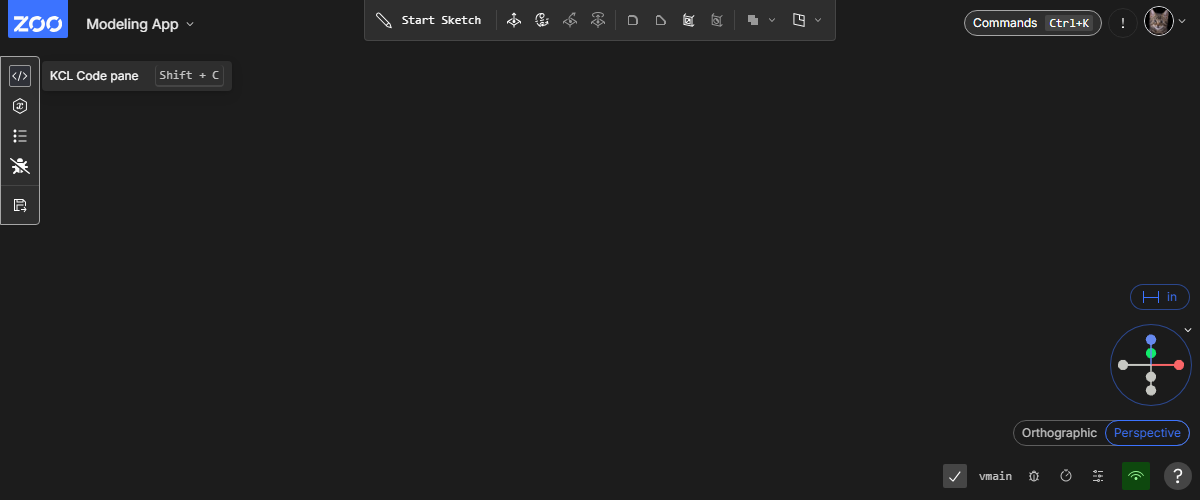 ZOO Modeling App
Start Sketch
Commands Ctrl+K
!
KCL Code pane Shift + C
x
in
Orthographic Perspective
vmain
?